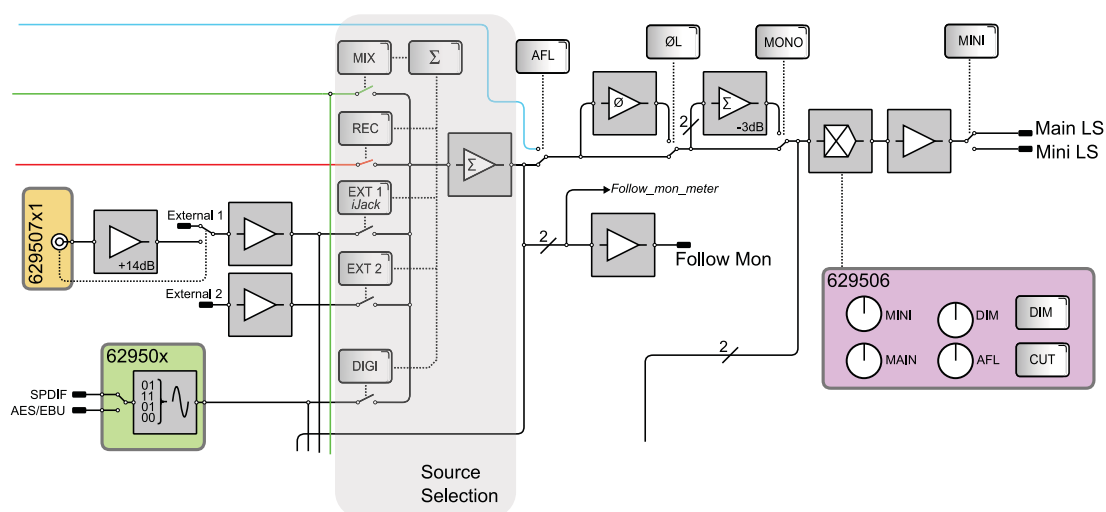 MIX
Σ
AFL
ØL
MONO
MINI
REC
Ø
2
Σ
-3dB
Main LS
Mini LS
Σ
EXT 1
iJack
Follow_mon_meter
629507x1
+14dB
External 1
2
Follow Mon
EXT 2
External 2
629506
MINI
DIM
DIM
MAIN
AFL
CUT
2
62950x
DIGI
SPDIF
AES/EBU
01
11
01
00
Source
Selection